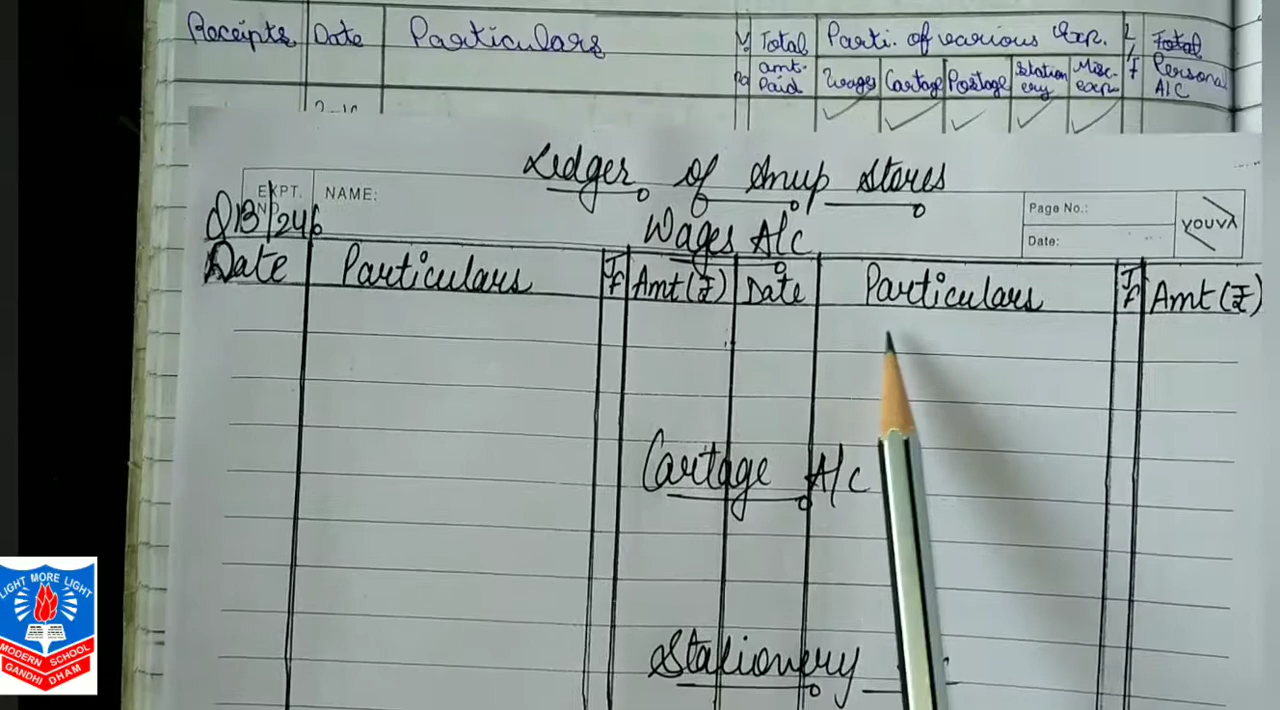 Receipts Date Particulars V. No Total amt. Paid Parti. of various Exp. L/F Total Personal A/C
Wages Cartage Postage Stationery Misc. exp.
Ledger of Anup Stores
EXPT. NO NAME:
Page No.:
Date:
YOUVA
Q13/246
Wages A/c
Date Particulars J.F Amt (₹) Date Particulars J.F Amt (₹)
Cartage A/c
Stationery
LIGHT MORE LIGHT
MODERN SCHOOL
GANDHI DHAM